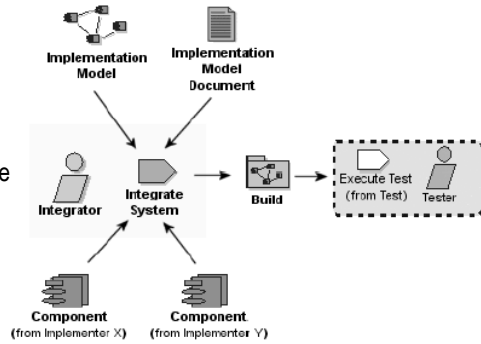 Implementation
Model
Implementation
Model
Document
e
Integrator
Integrate
System
Build
Execute Test
(from Test)
Tester
Component
(from Implementer X)
Component
(from Implementer Y)